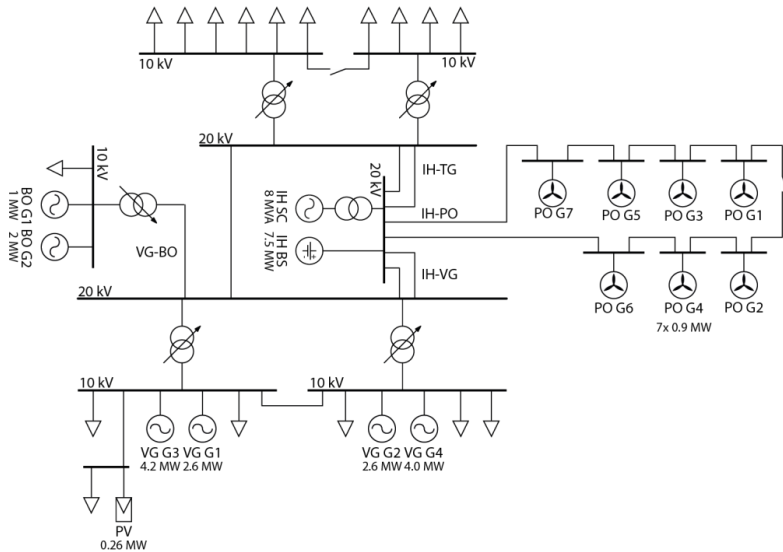 10 kV
10 kV
20 kV
IH-TG
20 kV
10 kV
IH SC
8 MVA
IH-PO
PO G7
PO G5
PO G3
PO G1
BO G1
1 MW
BO G2
2 MW
VG-BO
IH BS
7.5 MW
IH-VG
20 kV
PO G6
PO G4
PO G2
7x 0.9 MW
10 kV
10 kV
VG G3
4.2 MW
VG G1
2.6 MW
VG G2
2.6 MW
VG G4
4.0 MW
PV
0.26 MW